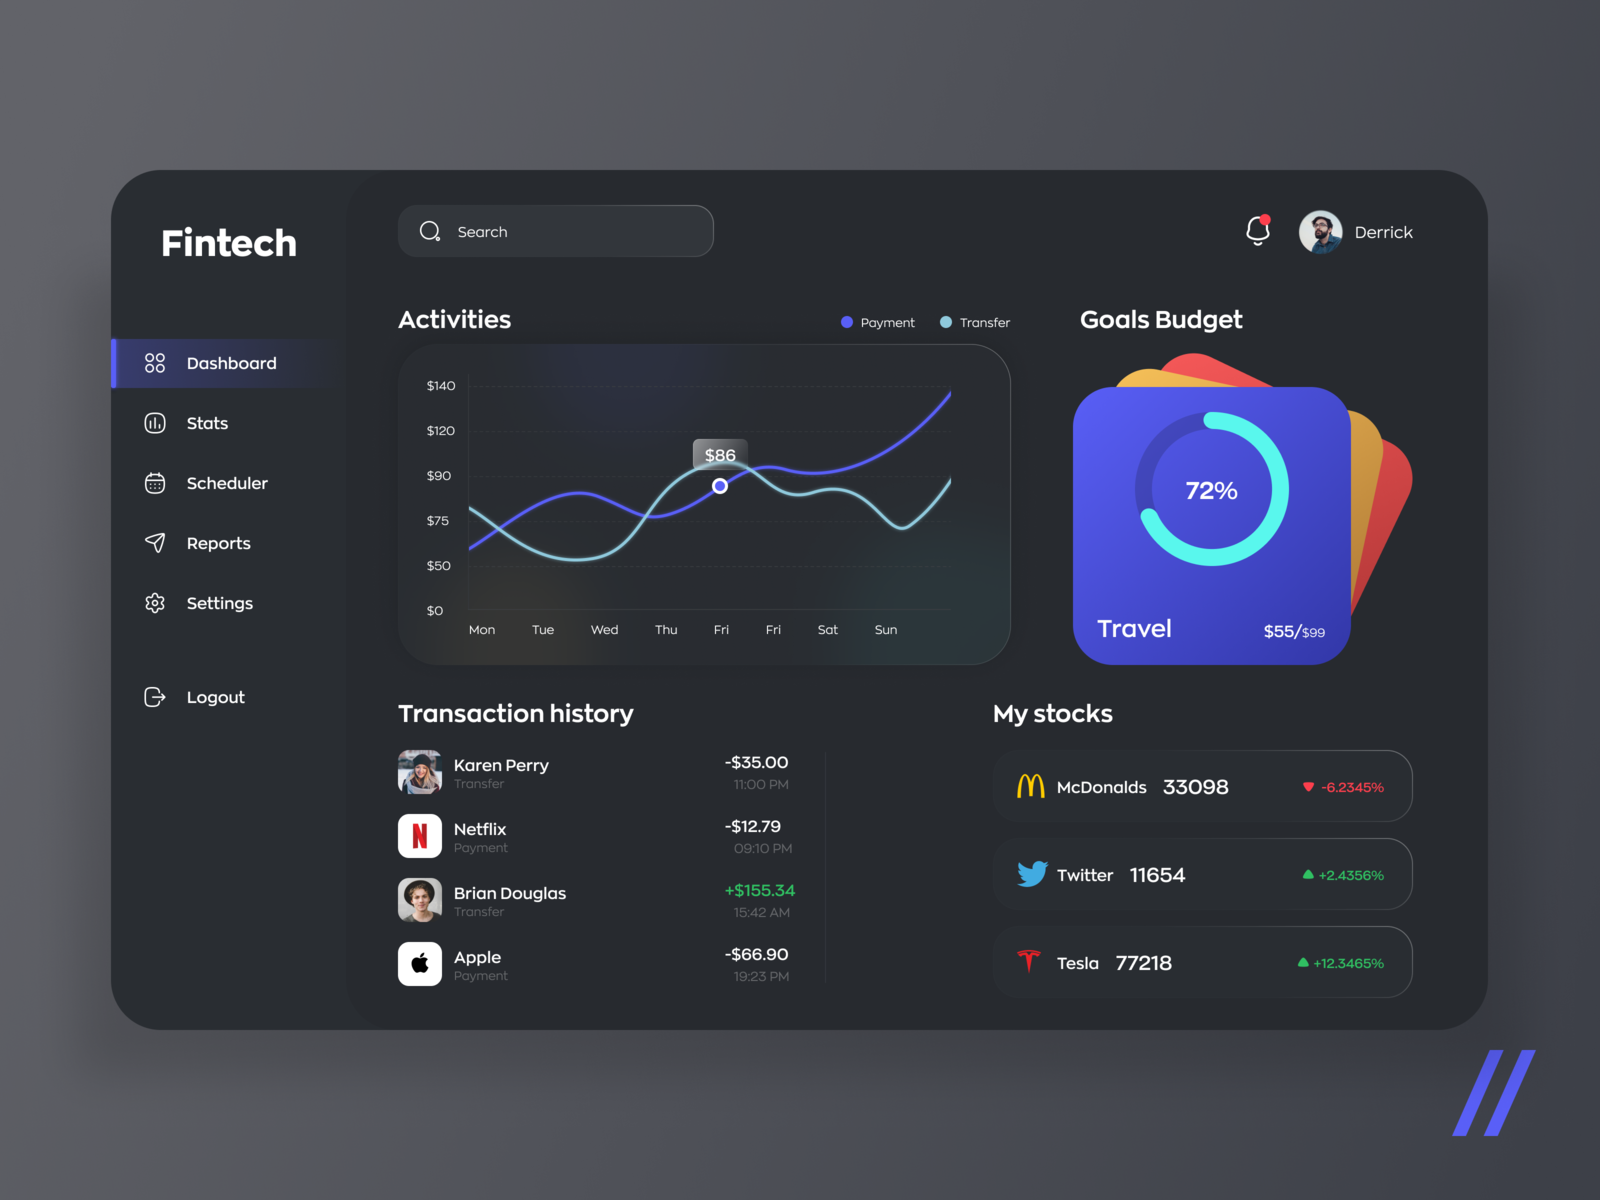 Fintech
Search
Derrick
Dashboard
Stats
Scheduler
Reports
Settings
Logout
Activities
Payment
Transfer
$140
$120
$90
$75
$50
$0
$86
Mon Tue Wed Thu Fri Fri Sat Sun
Goals Budget
72%
Travel
$55/$99
Transaction history
Karen Perry -$35.00
Transfer 11:00 PM
Netflix -$12.79
Payment 09:10 PM
Brian Douglas +$155.34
Transfer 15:42 AM
Apple -$66.90
Payment 19:23 PM
My stocks
McDonalds 33098 -6.2345%
Twitter 11654 +2.4356%
Tesla 77218 +12.3465%